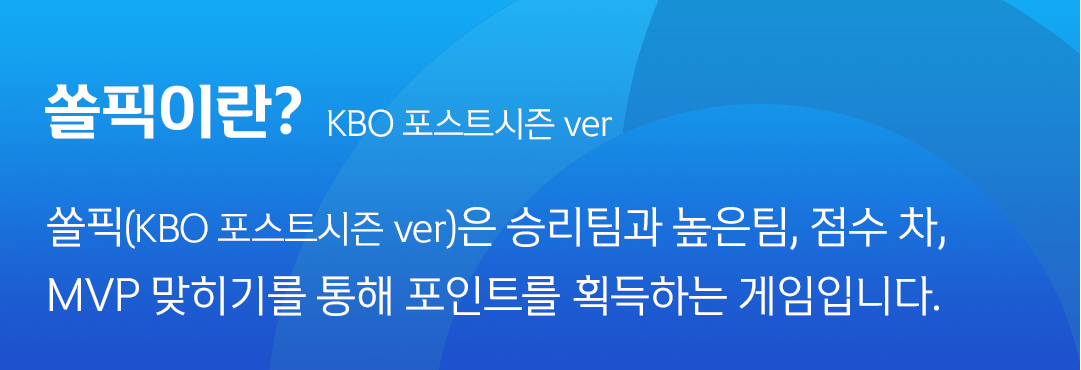 쏠픽이란? KBO 포스트시즌 ver
쏠픽(KBO 포스트시즌 ver)은 승리팀과 높은팀, 점수 차,
MVP 맞히기를 통해 포인트를 획득하는 게임입니다.